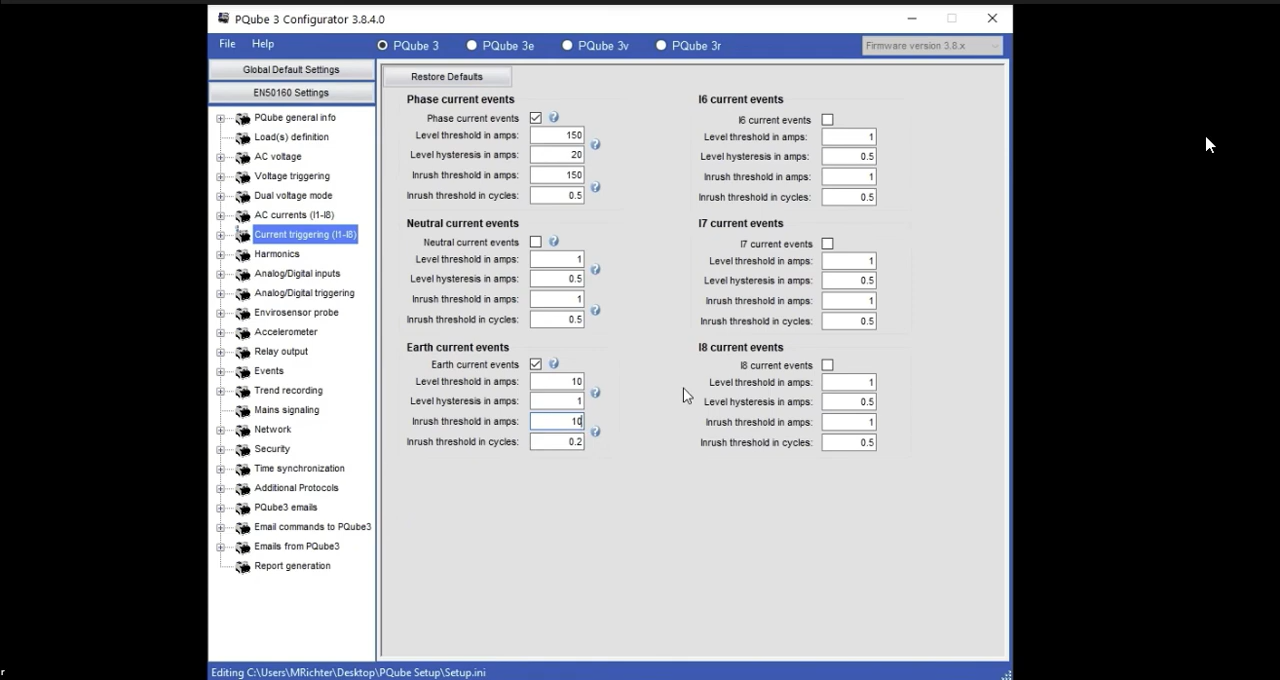 PQube 3 Configurator 3.8.4.0
File Help
PQube 3 PQube 3e PQube 3v PQube 3r
Firmware version 3.8.x
Global Default Settings
EN50160 Settings
PQube general info
Load(s) definition
AC voltage
Voltage triggering
Dual voltage mode
AC currents (I1-I8)
Current triggering (I1-I8)
Harmonics
Analog/Digital inputs
Analog/Digital triggering
Envirosensor probe
Accelerometer
Relay output
Events
Trend recording
Mains signaling
Network
Security
Time synchronization
Additional Protocols
PQube3 emails
Email commands to PQube3
Emails from PQube3
Report generation
Restore Defaults
Phase current events
Phase current events
Level threshold in amps: 150
Level hysteresis in amps: 20
Inrush threshold in amps: 150
Inrush threshold in cycles: 0.5
Neutral current events
Neutral current events
Level threshold in amps: 1
Level hysteresis in amps: 0.5
Inrush threshold in amps: 1
Inrush threshold in cycles: 0.5
Earth current events
Earth current events
Level threshold in amps: 10
Level hysteresis in amps: 1
Inrush threshold in amps: 10
Inrush threshold in cycles: 0.2
I6 current events
I6 current events
Level threshold in amps: 1
Level hysteresis in amps: 0.5
Inrush threshold in amps: 1
Inrush threshold in cycles: 0.5
I7 current events
I7 current events
Level threshold in amps: 1
Level hysteresis in amps: 0.5
Inrush threshold in amps: 1
Inrush threshold in cycles: 0.5
I8 current events
I8 current events
Level threshold in amps: 1
Level hysteresis in amps: 0.5
Inrush threshold in amps: 1
Inrush threshold in cycles: 0.5
Editing C:\Users\MRichter\Desktop\PQube Setup\Setup.ini
r